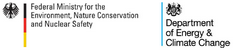 Federal Ministry for the
Environment, Nature Conservation
and Nuclear Safety
Department
of Energy &
Climate Change